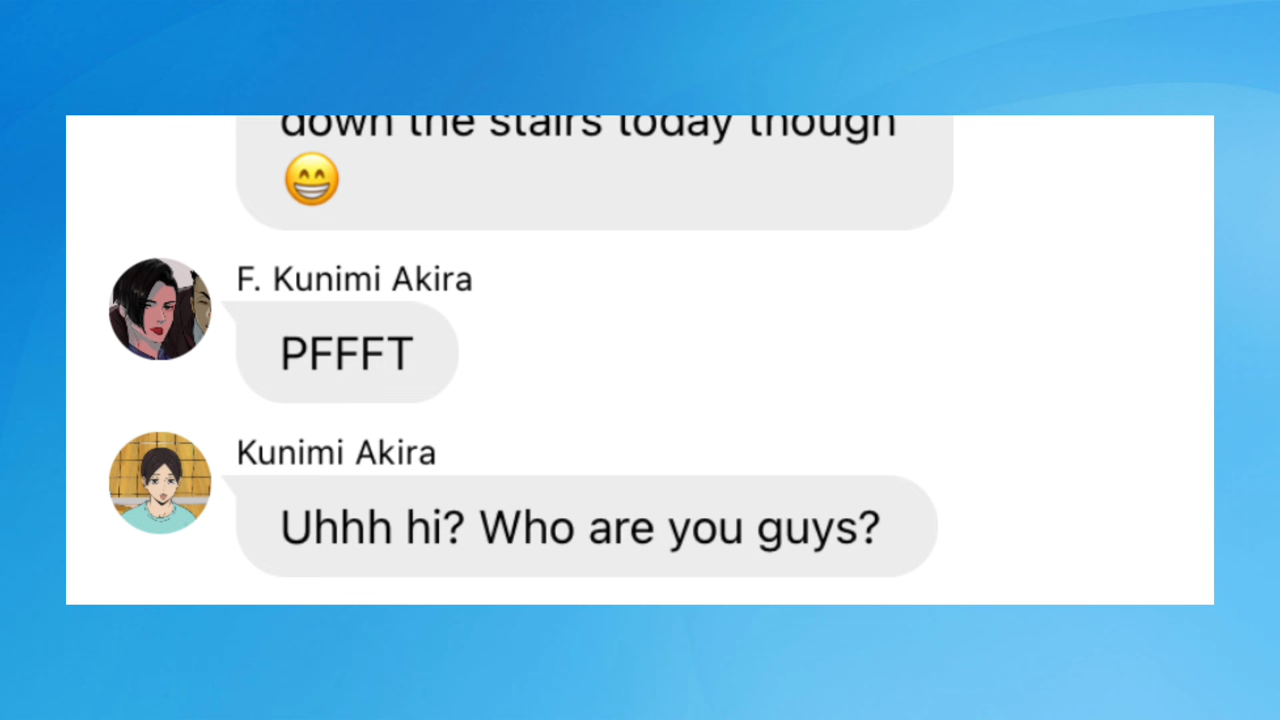 down the stairs today though
😁
F. Kunimi Akira
PFFFT
Kunimi Akira
Uhhh hi? Who are you guys?